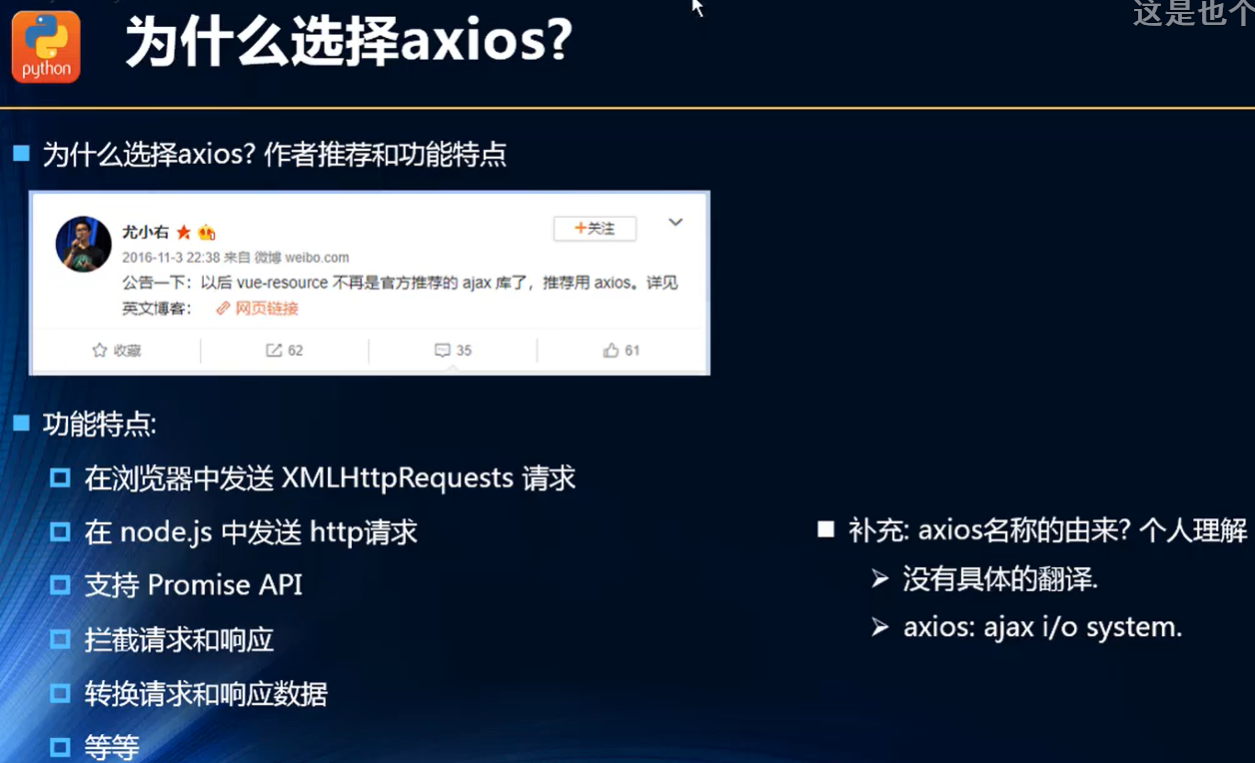 python
为什么选择axios?
这是也个
为什么选择axios? 作者推荐和功能特点
尤小右
+关注
2016-11-3 22:38 来自 微博 weibo.com
公告一下：以后 vue-resource 不再是官方推荐的 ajax 库了，推荐用 axios。详见
英文博客： 网页链接
收藏 62 35 61
功能特点:
在浏览器中发送 XMLHttpRequests 请求
在 node.js 中发送 http请求
支持 Promise API
拦截请求和响应
转换请求和响应数据
等等
补充: axios名称的由来? 个人理解
没有具体的翻译.
axios: ajax i/o system.